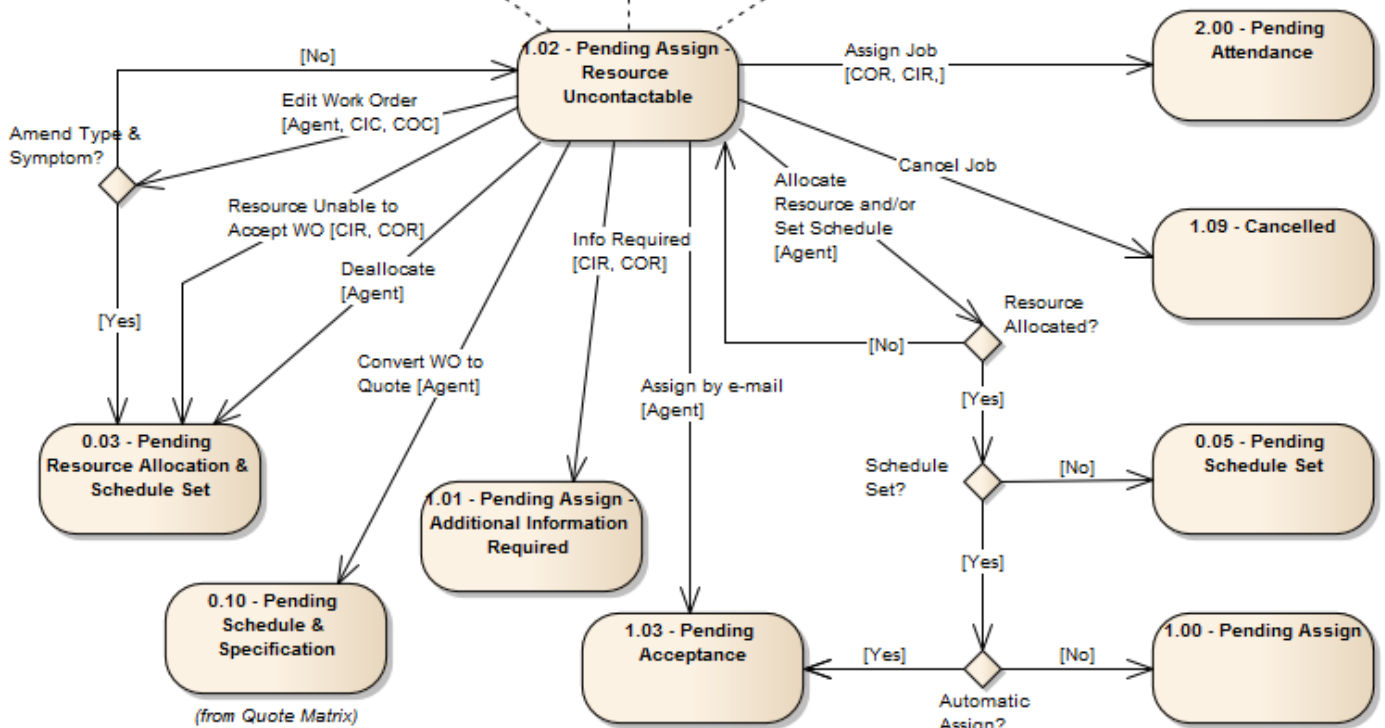 1.02 - Pending Assign -
Resource
Uncontactable
2.00 - Pending
Attendance
[No]
Assign Job
[COR, CIR,]
Edit Work Order
[Agent, CIC, COC]
Amend Type &
Symptom?
Cancel Job
Allocate
Resource and/or
Set Schedule
[Agent]
Resource Unable to
Accept WO [CIR, COR]
Info Required
[CIR, COR]
1.09 - Cancelled
Deallocate
[Agent]
Resource
Allocated?
[Yes]
[No]
Convert WO to
Quote [Agent]
Assign by e-mail
[Agent]
[Yes]
0.03 - Pending
Resource Allocation &
Schedule Set
Schedule
Set?
[No]
0.05 - Pending
Schedule Set
1.01 - Pending Assign -
Additional Information
Required
[Yes]
0.10 - Pending
Schedule &
Specification
1.03 - Pending
Acceptance
[Yes]
[No]
1.00 - Pending Assign
Automatic
Assign?
(from Quote Matrix)